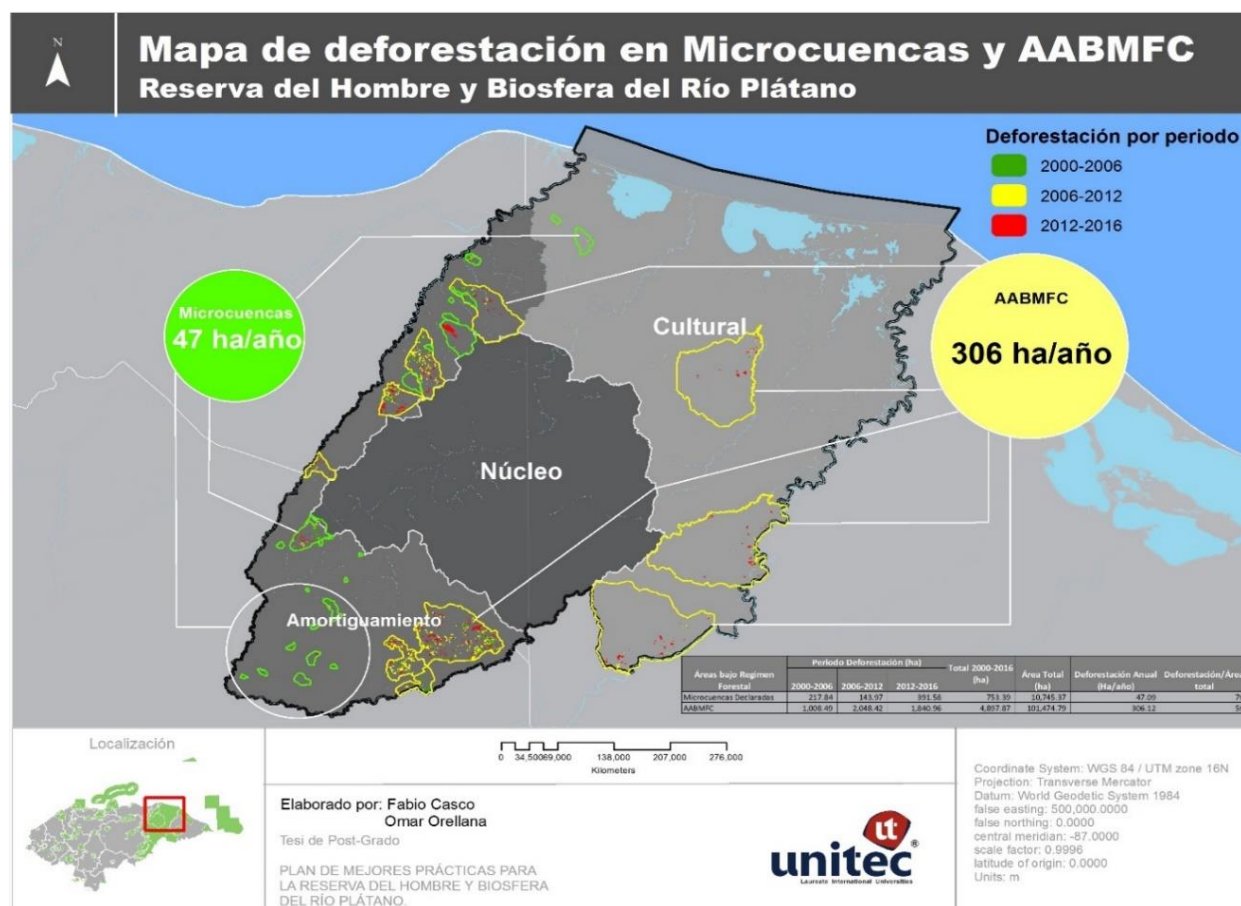 N
Mapa de deforestación en Microcuencas y AABMFC
Reserva del Hombre y Biosfera del Río Plátano
Deforestación por periodo
2000-2006
2006-2012
2012-2016
Microcuencas
47 ha/año
AABMFC
306 ha/año
Cultural
Núcleo
Amortiguamiento
Áreas bajo Regimen Forestal
Periodo Deforestación (ha)
2000-2006 2006-2012 2012-2016
Total 2000-2016 (ha)
Área Total (ha)
Deforestación Anual (Ha/año)
Deforestación/Área total
Microcuencas Declaradas 217.84 143.97 391.58 753.39 10,745.37 47.09
AABMFC 1,008.49 2,048.42 1,840.96 4,897.87 101,474.79 306.12
Localización
0 34,50069,000 138,000 207,000 276,000
Kilometers
Elaborado por: Fabio Casco
Omar Orellana
Tesi de Post-Grado
PLAN DE MEJORES PRÁCTICAS PARA
LA RESERVA DEL HOMBRE Y BIOSFERA
DEL RÍO PLÁTANO.
ut
unitec®
Laureate International Universities
Coordinate System: WGS 84 / UTM zone 16N
Projection: Transverse Mercator
Datum: World Geodetic System 1984
false easting: 500,000.0000
false northing: 0.0000
central meridian: -87.0000
scale factor: 0.9996
latitude of origin: 0.0000
Units: m